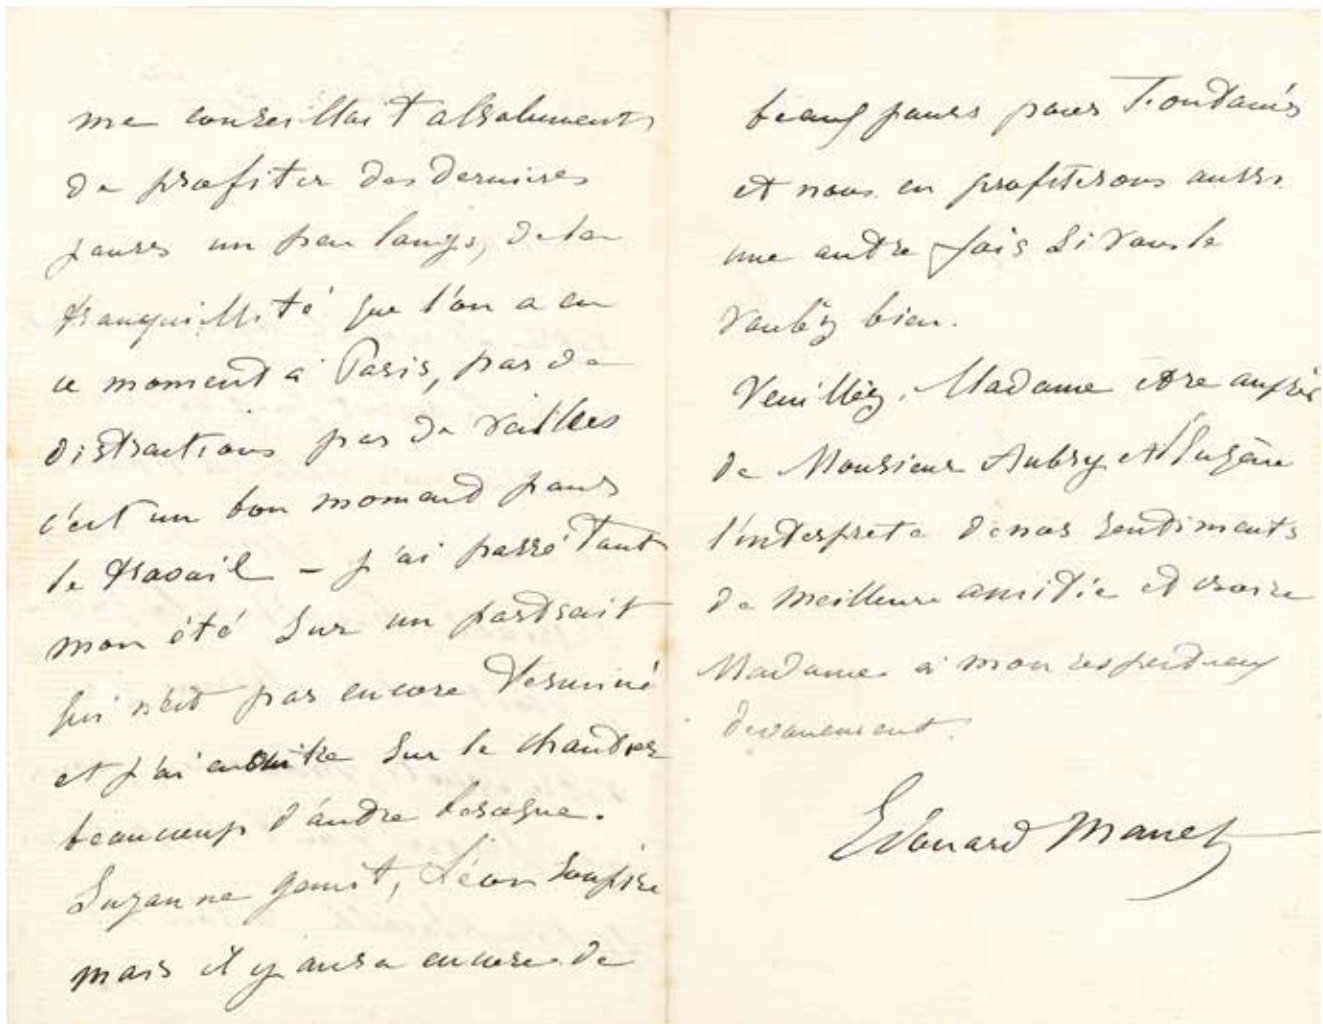 me conseillait absolument
de profiter des dernières
jours un peu longs, de la
tranquillité que l'on a en
ce moment à Paris, pas de
distractions pas de veillées
c'est un bon moment pour
le travail – j'ai passé tout
mon été sur un portrait
qui n'est pas encore terminé
et j'ai ensuite sur le chantier
beaucoup d'autre besogne.
Suzanne gémit, Léon soupire
mais il y aura encore de
beaux jours pour
et nous en profiterons aussi
une autre fois si vous le
voulez bien.
Veuillez, Madame être auprès
de Monsieur Aubry et d'Eugène
l'interprète de nos sentiments
de meilleure amitié et croire
Madame à mon respectueux
dévouement.
Edouard Manet